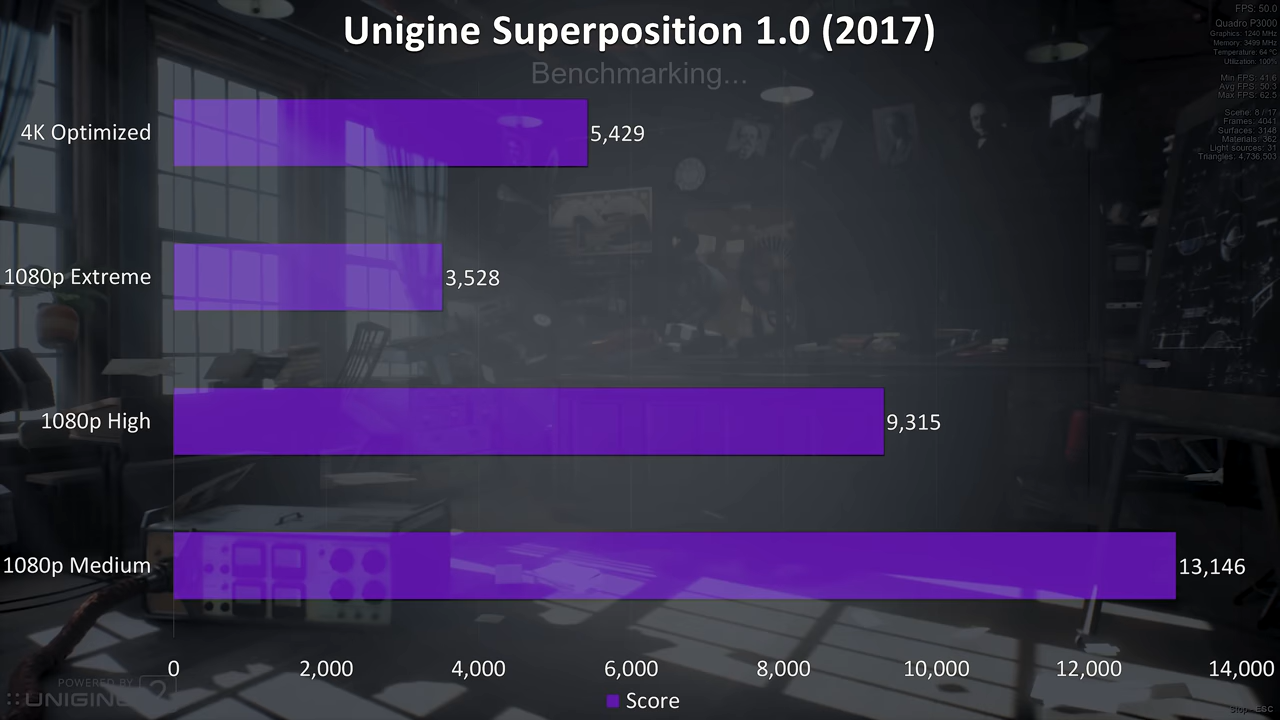 Unigine Superposition 1.0 (2017)
Benchmarking...
FPS: 50.0
Quadro P3000
Graphics: 1240 MHz
Memory: 3499 MHz
Temperature: 64 °C
Utilization: 100%
Min FPS: 41.6
Avg FPS: 50.3
Max FPS: 62.5
Scene: 8 / 17
Frames: 4041
Surfaces: 3148
Materials: 362
Light sources: 31
Triangles: 4,736,503
4K Optimized 5,429
1080p Extreme 3,528
1080p High 9,315
1080p Medium 13,146
0 2,000 4,000 6,000 8,000 10,000 12,000 14,000
POWERED BY
UNIGINE 2
Score
Stop: ESC